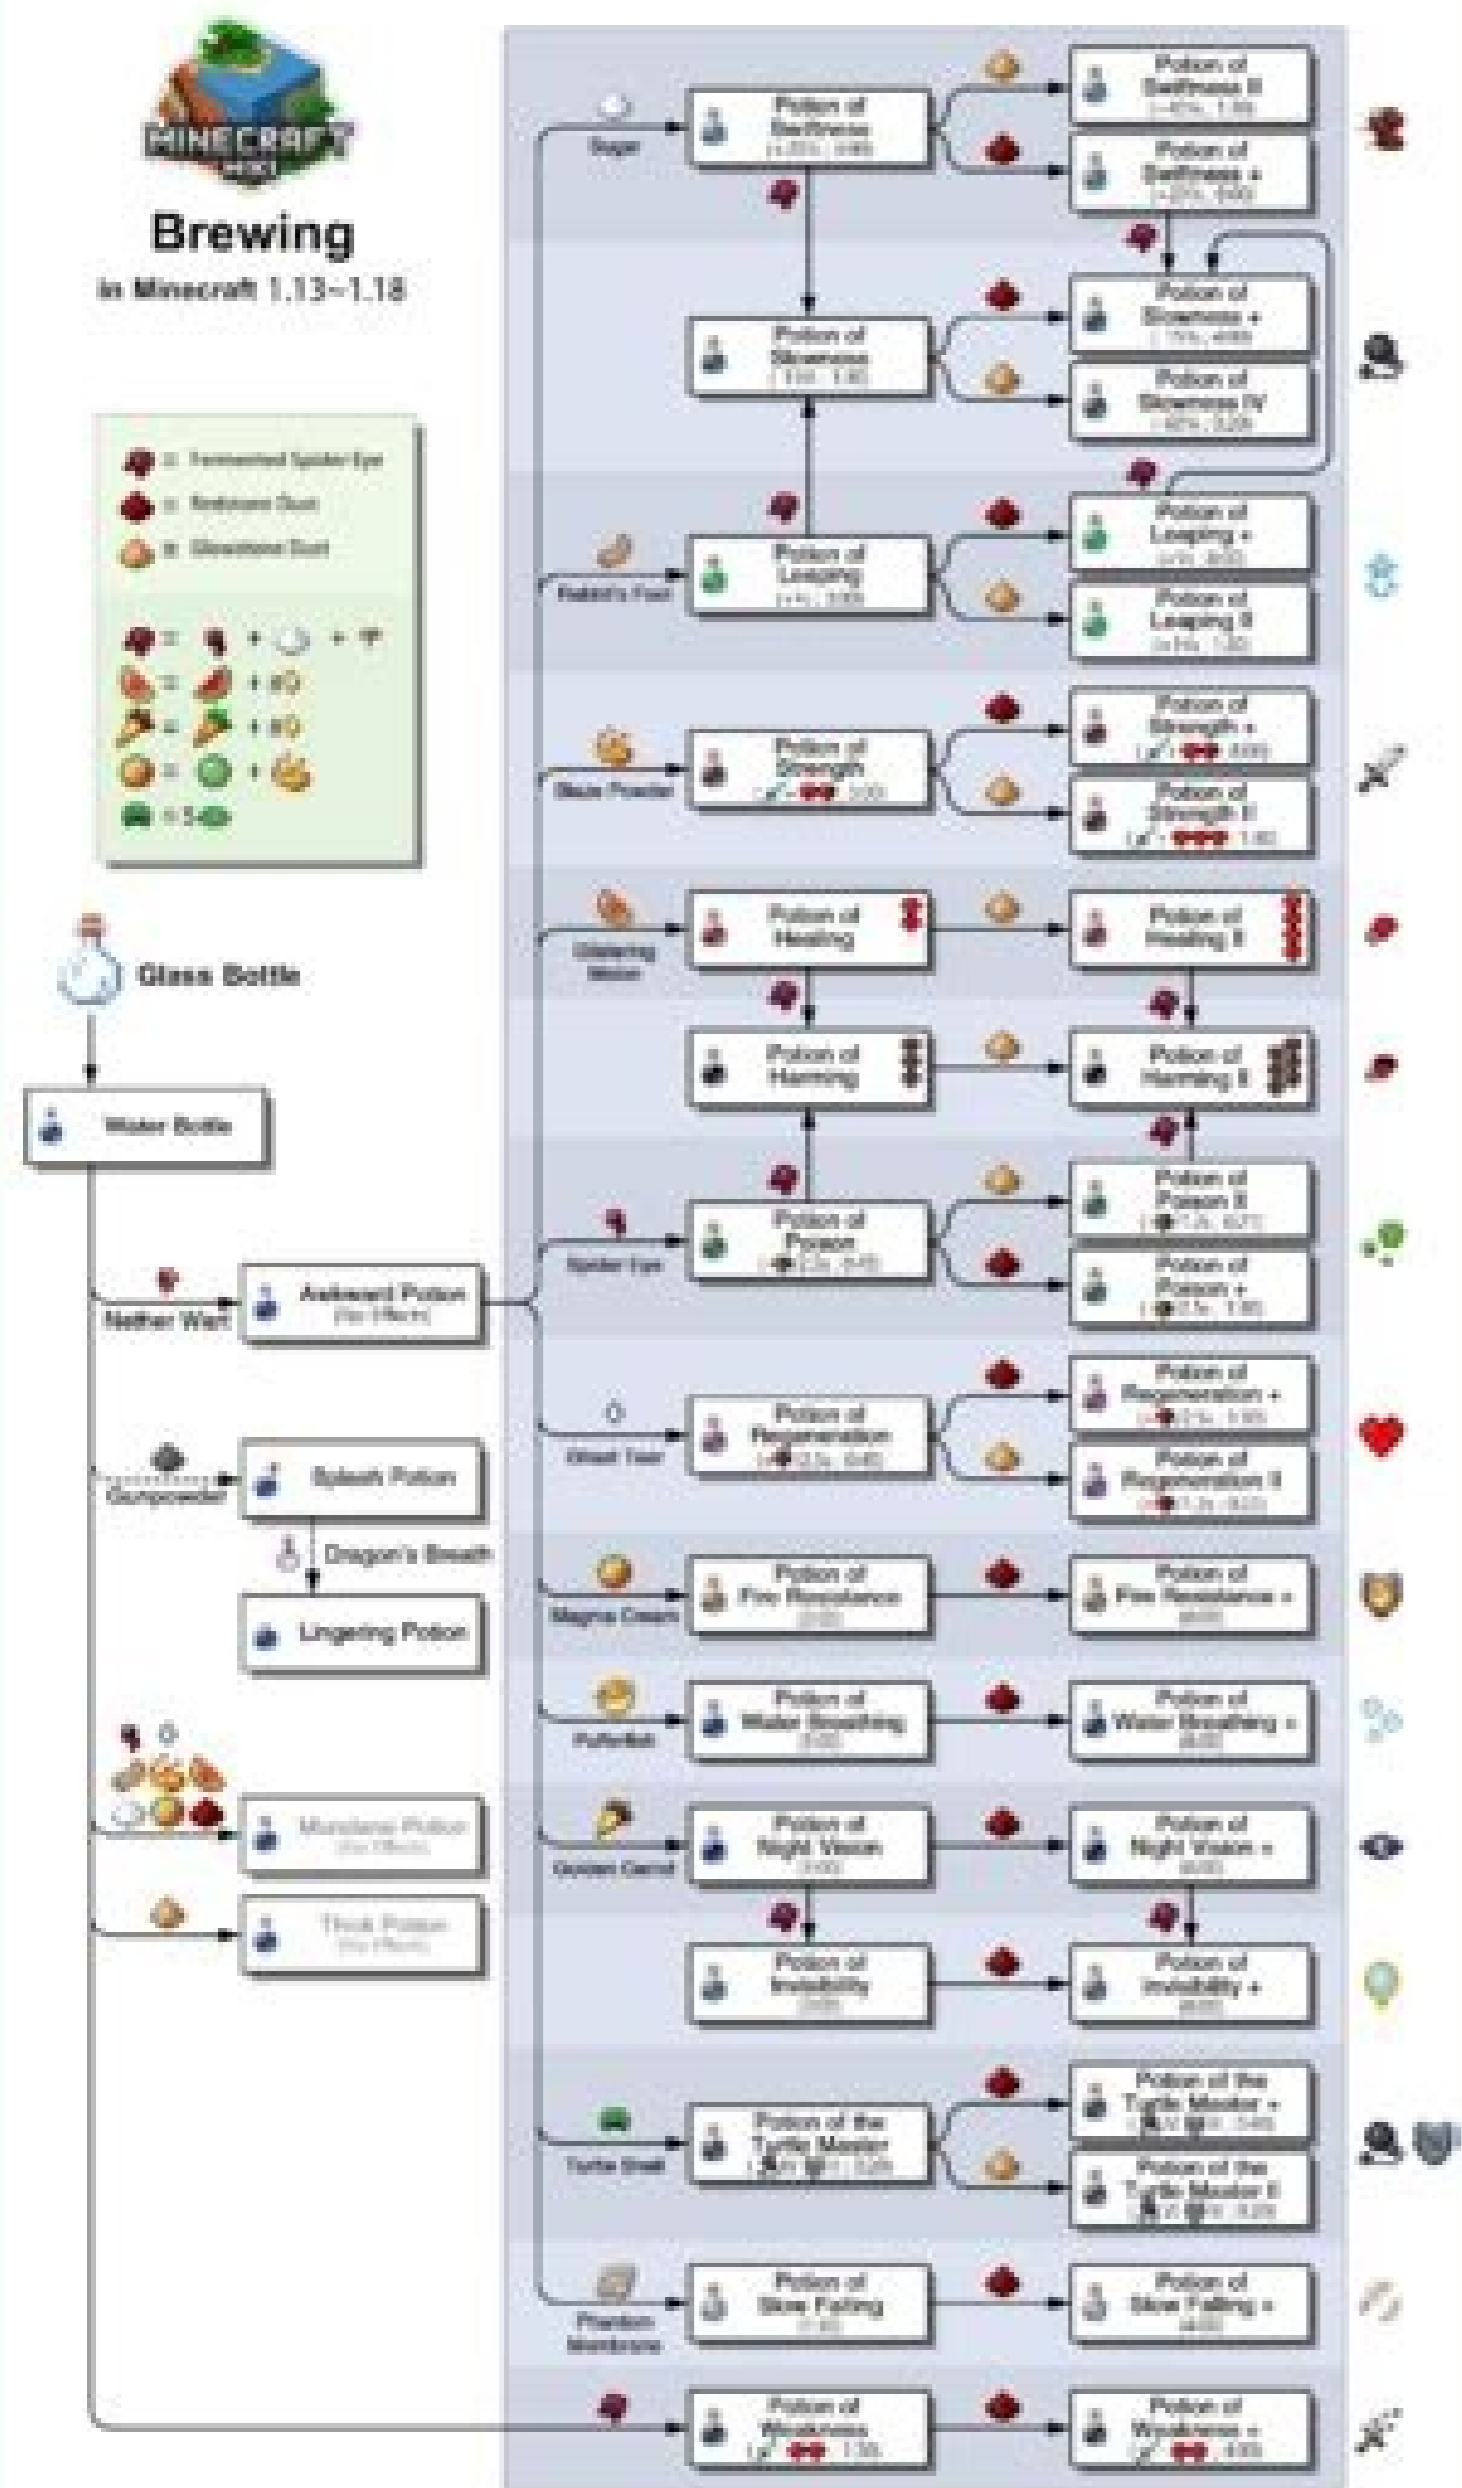 MINECRAFT
WIKI
Brewing
in Minecraft 1.13~1.18
= Fermented Spider Eye
= Redstone Dust
= Glowstone Dust
= + +
= +
= +
= +
= 5
Glass Bottle
Water Bottle
Nether Wart
Awkward Potion
(No Effects)
Gunpowder
Splash Potion
Dragon's Breath
Lingering Potion
Mundane Potion
(No Effects)
Thick Potion
(No Effects)
Sugar
Potion of
Swiftness
Potion of
Swiftness II
Potion of
Swiftness +
Potion of
Slowness
Potion of
Slowness +
Potion of
Slowness IV
Rabbit's Foot
Potion of
Leaping
Potion of
Leaping +
Potion of
Leaping II
Blaze Powder
Potion of
Strength
Potion of
Strength +
Potion of
Strength II
Glistering
Melon
Potion of
Healing
Potion of
Healing II
Potion of
Harming
Potion of
Harming II
Spider Eye
Potion of
Poison
Potion of
Poison II
Potion of
Poison +
Ghast Tear
Potion of
Regeneration
Potion of
Regeneration +
Potion of
Regeneration II
Magma Cream
Potion of
Fire Resistance
Potion of
Fire Resistance +
Pufferfish
Potion of
Water Breathing
Potion of
Water Breathing +
Golden Carrot
Potion of
Night Vision
Potion of
Night Vision +
Potion of
Invisibility
Potion of
Invisibility +
Turtle Shell
Potion of the
Turtle Master
Potion of the
Turtle Master +
Potion of the
Turtle Master II
Phantom
Membrane
Potion of
Slow Falling
Potion of
Slow Falling +
Potion of
Weakness
Potion of
Weakness +